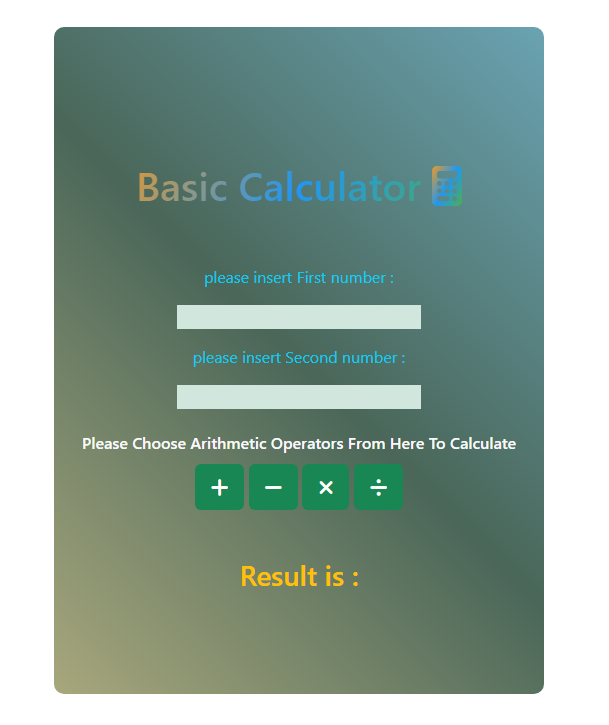 Basic Calculator
please insert First number :
please insert Second number :
Please Choose Arithmetic Operators From Here To Calculate
+ − × ÷
Result is :